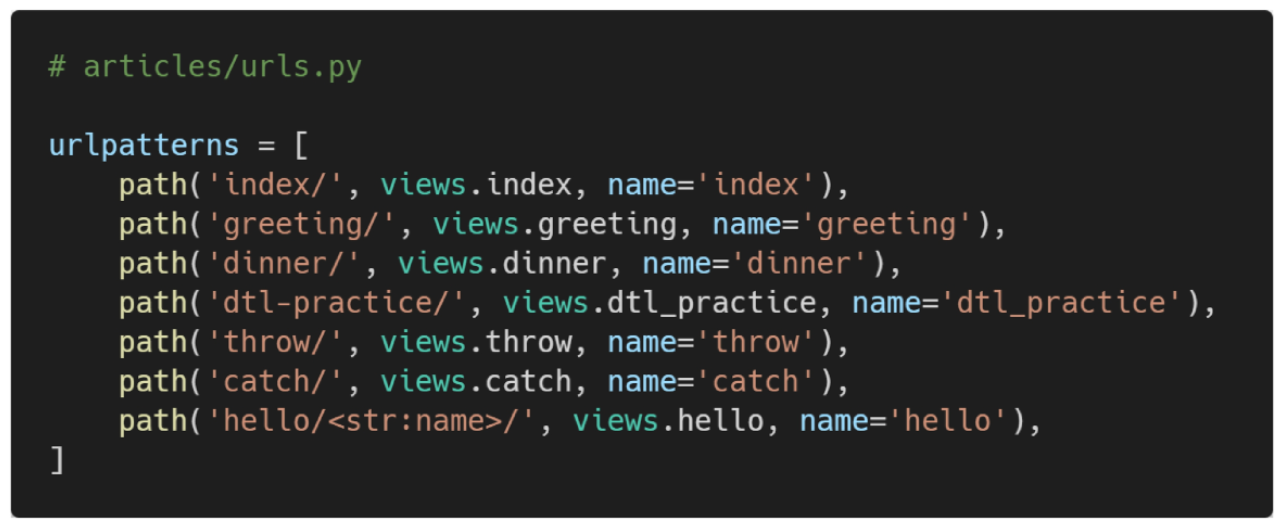 # articles/urls.py
urlpatterns = [
    path('index/', views.index, name='index'),
    path('greeting/', views.greeting, name='greeting'),
    path('dinner/', views.dinner, name='dinner'),
    path('dtl-practice/', views.dtl_practice, name='dtl_practice'),
    path('throw/', views.throw, name='throw'),
    path('catch/', views.catch, name='catch'),
    path('hello/<str:name>/', views.hello, name='hello'),
]